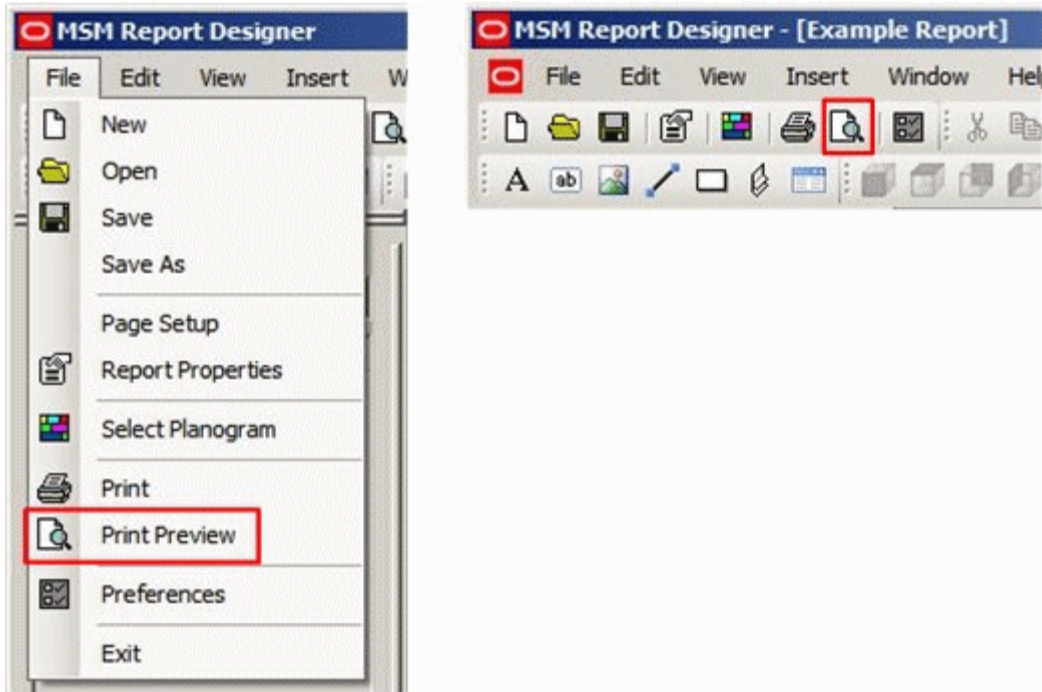 MSM Report Designer
File Edit View Insert W
New
Open
Save
Save As
Page Setup
Report Properties
Select Planogram
Print
Print Preview
Preferences
Exit
MSM Report Designer - [Example Report]
File Edit View Insert Window Help
A ab